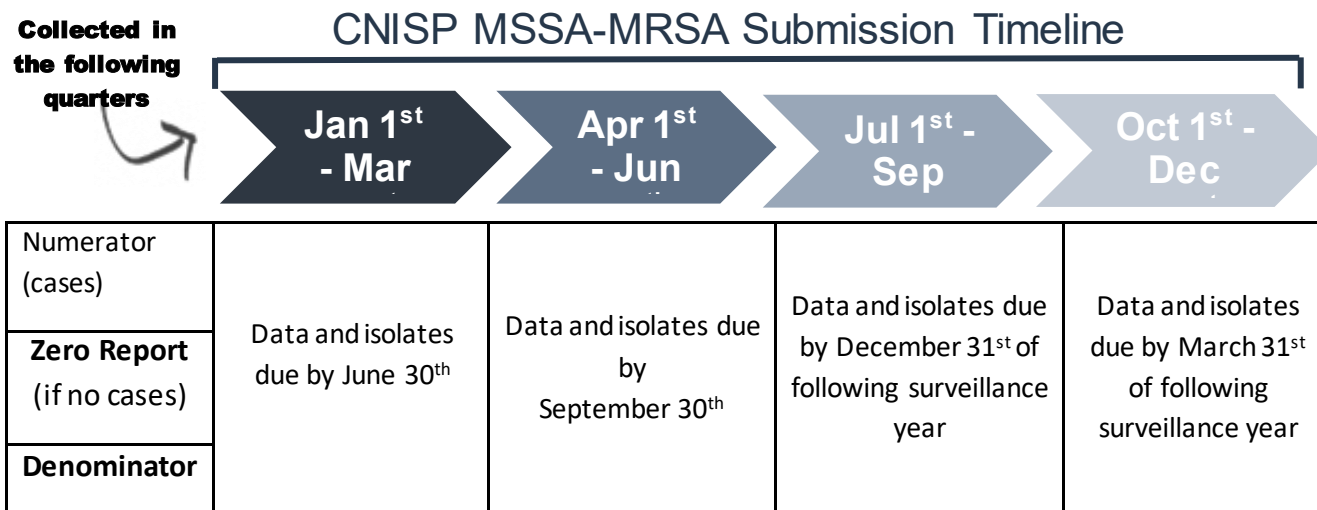 Collected in
the following
quarters
CNISP MSSA-MRSA Submission Timeline
Jan 1st
- Mar
Apr 1st
- Jun
Jul 1st -
Sep
Oct 1st -
Dec
Numerator
(cases)
Zero Report
(if no cases)
Denominator
Data and isolates
due by June 30th
Data and isolates due
by
September 30th
Data and isolates due
by December 31st of
following surveillance
year
Data and isolates
due by March 31st
of following
surveillance year